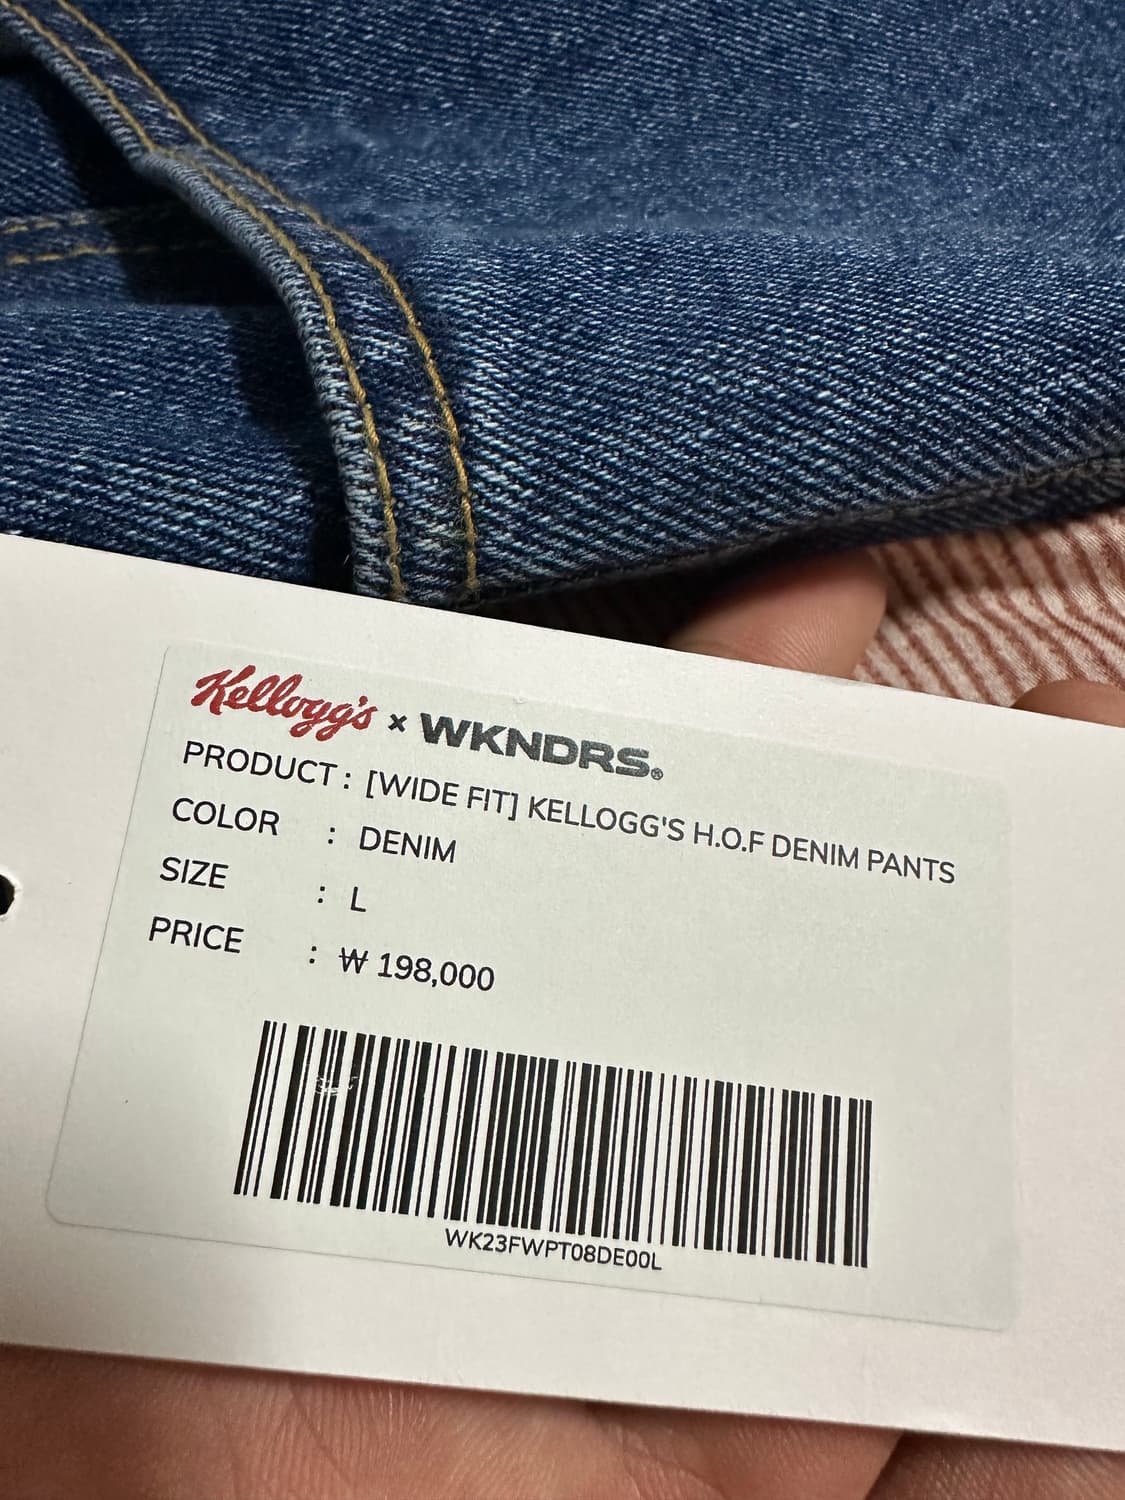 Kellogg's × WKNDRS®
PRODUCT : [WIDE FIT] KELLOGG'S H.O.F DENIM PANTS
COLOR : DENIM
SIZE : L
PRICE : ₩ 198,000
WK23FWPT08DE00L